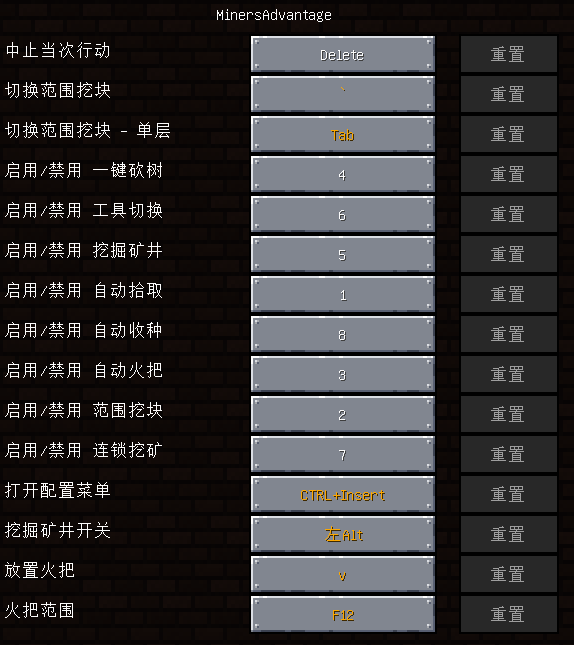 MinersAdvantage
中止当次行动 Delete 重置
切换范围挖块 ` 重置
切换范围挖块 - 单层 Tab 重置
启用/禁用 一键砍树 4 重置
启用/禁用 工具切换 6 重置
启用/禁用 挖掘矿井 5 重置
启用/禁用 自动拾取 1 重置
启用/禁用 自动收种 8 重置
启用/禁用 自动火把 3 重置
启用/禁用 范围挖块 2 重置
启用/禁用 连锁挖矿 7 重置
打开配置菜单 CTRL+Insert 重置
挖掘矿井开关 左Alt 重置
放置火把 v 重置
火把范围 F12 重置